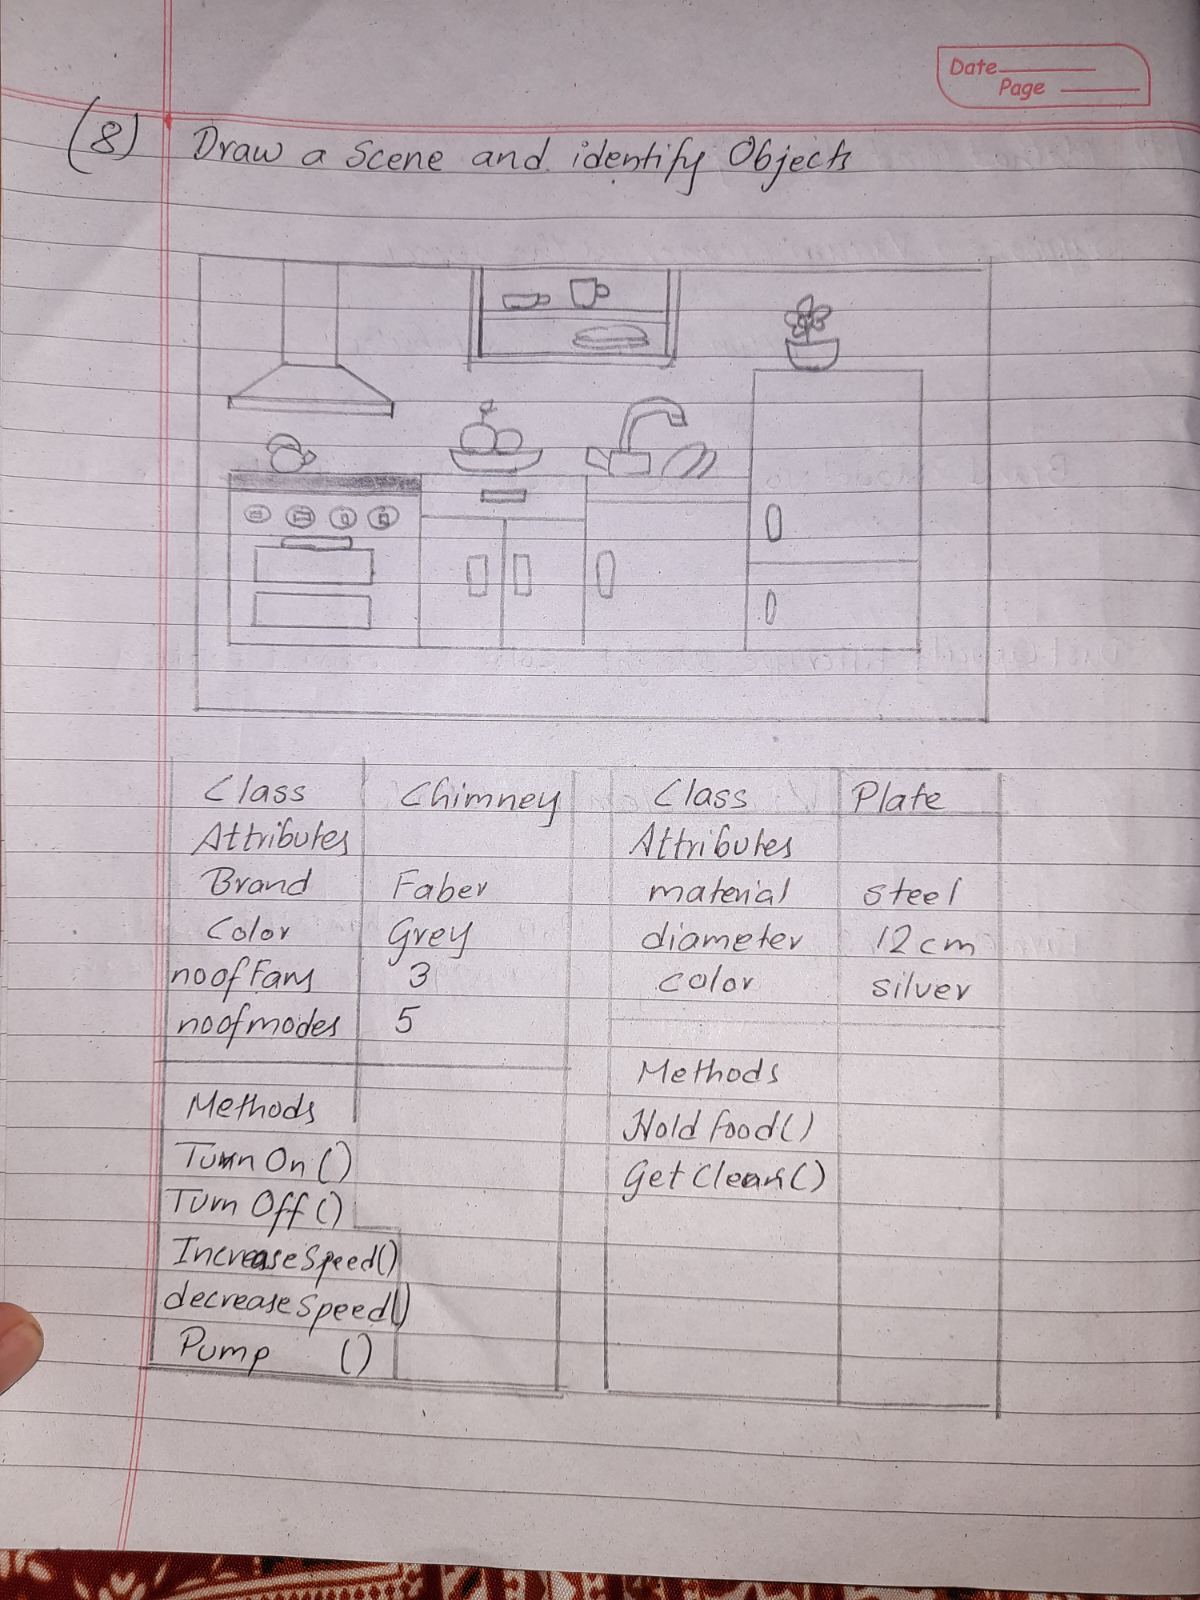 Date
Page
(8) Draw a Scene and identify Objects
Class Chimney
Attributes
Brand Faber
Color Grey
noofFans 3
noofmodes 5
Methods
Turn On ()
Turn Off ()
IncreaseSpeed()
decreaseSpeed()
Pump ()
Class Plate
Attributes
material steel
diameter 12cm
color silver
Methods
Hold food()
Get Clean()